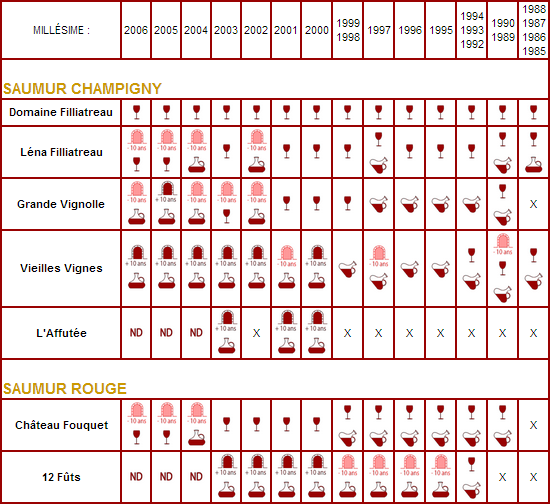 MILLÉSIME : 2006 2005 2004 2003 2002 2001 2000 1999 1998 1997 1996 1995 1994 1993 1992 1990 1989 1988 1987 1986 1985
SAUMUR CHAMPIGNY
Domaine Filliatreau
Léna Filliatreau -10 ans -10 ans -10 ans -10 ans
Grande Vignolle -10 ans +10 ans -10 ans -10 ans -10 ans X
Vieilles Vignes +10 ans +10 ans +10 ans +10 ans +10 ans -10 ans +10 ans -10 ans -10 ans
L'Affutée ND ND ND +10 ans X +10 ans +10 ans X X X X X X X
SAUMUR ROUGE
Château Fouquet -10 ans -10 ans -10 ans X
12 Fûts ND ND ND +10 ans +10 ans +10 ans +10 ans -10 ans -10 ans -10 ans -10 ans X X